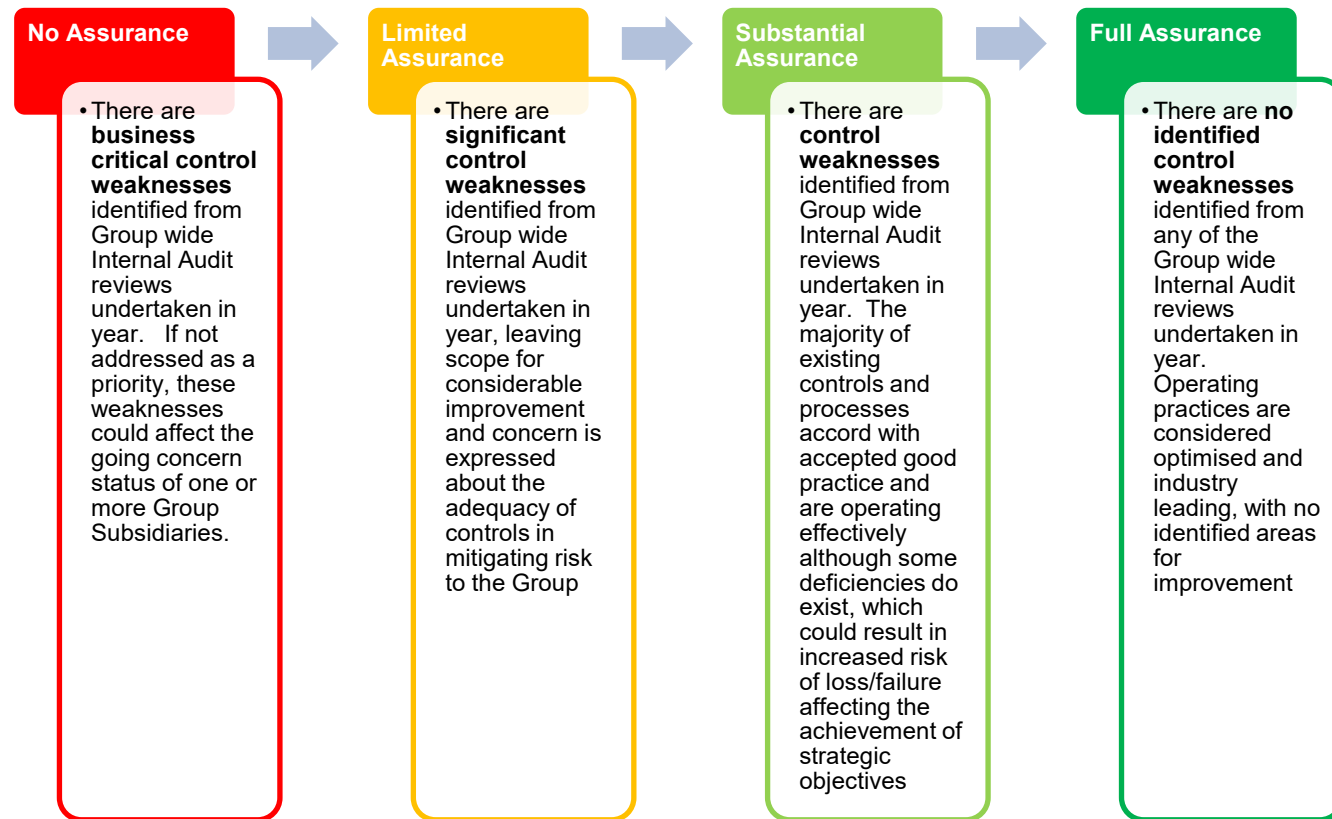 No Assurance
• There are
business
critical control
weaknesses
identified from
Group wide
Internal Audit
reviews
undertaken in
year.   If not
addressed as a
priority, these
weaknesses
could affect the
going concern
status of one or
more Group
Subsidiaries.
Limited
Assurance
• There are
significant
control
weaknesses
identified from
Group wide
Internal Audit
reviews
undertaken in
year, leaving
scope for
considerable
improvement
and concern is
expressed
about the
adequacy of
controls in
mitigating risk
to the Group
Substantial
Assurance
• There are
control
weaknesses
identified from
Group wide
Internal Audit
reviews
undertaken in
year.  The
majority of
existing
controls and
processes
accord with
accepted good
practice and
are operating
effectively
although some
deficiencies do
exist, which
could result in
increased risk
of loss/failure
affecting the
achievement of
strategic
objectives
Full Assurance
• There are no
identified
control
weaknesses
identified from
any of the
Group wide
Internal Audit
reviews
undertaken in
year.
Operating
practices are
considered
optimised and
industry
leading, with no
identified areas
for
improvement